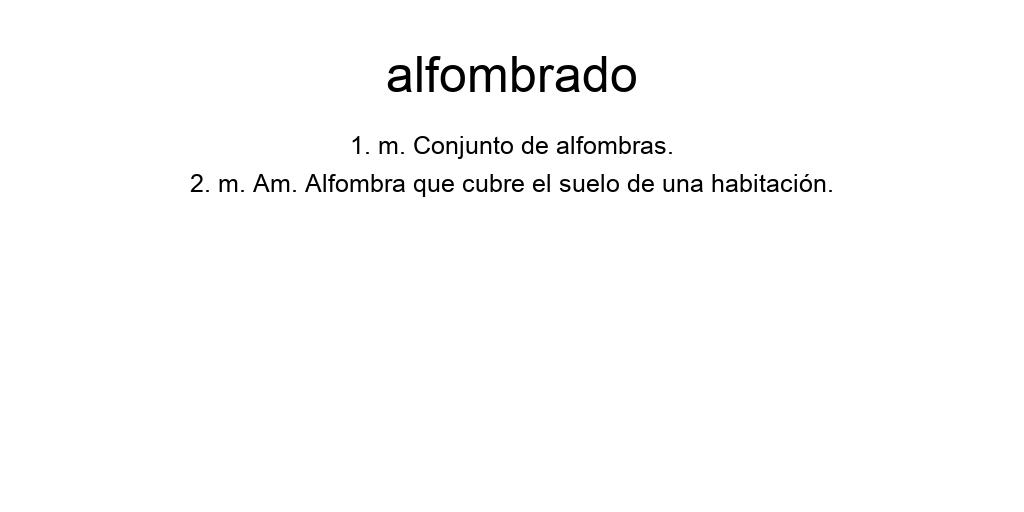 alfombrado
1. m. Conjunto de alfombras.
2. m. Am. Alfombra que cubre el suelo de una habitación.